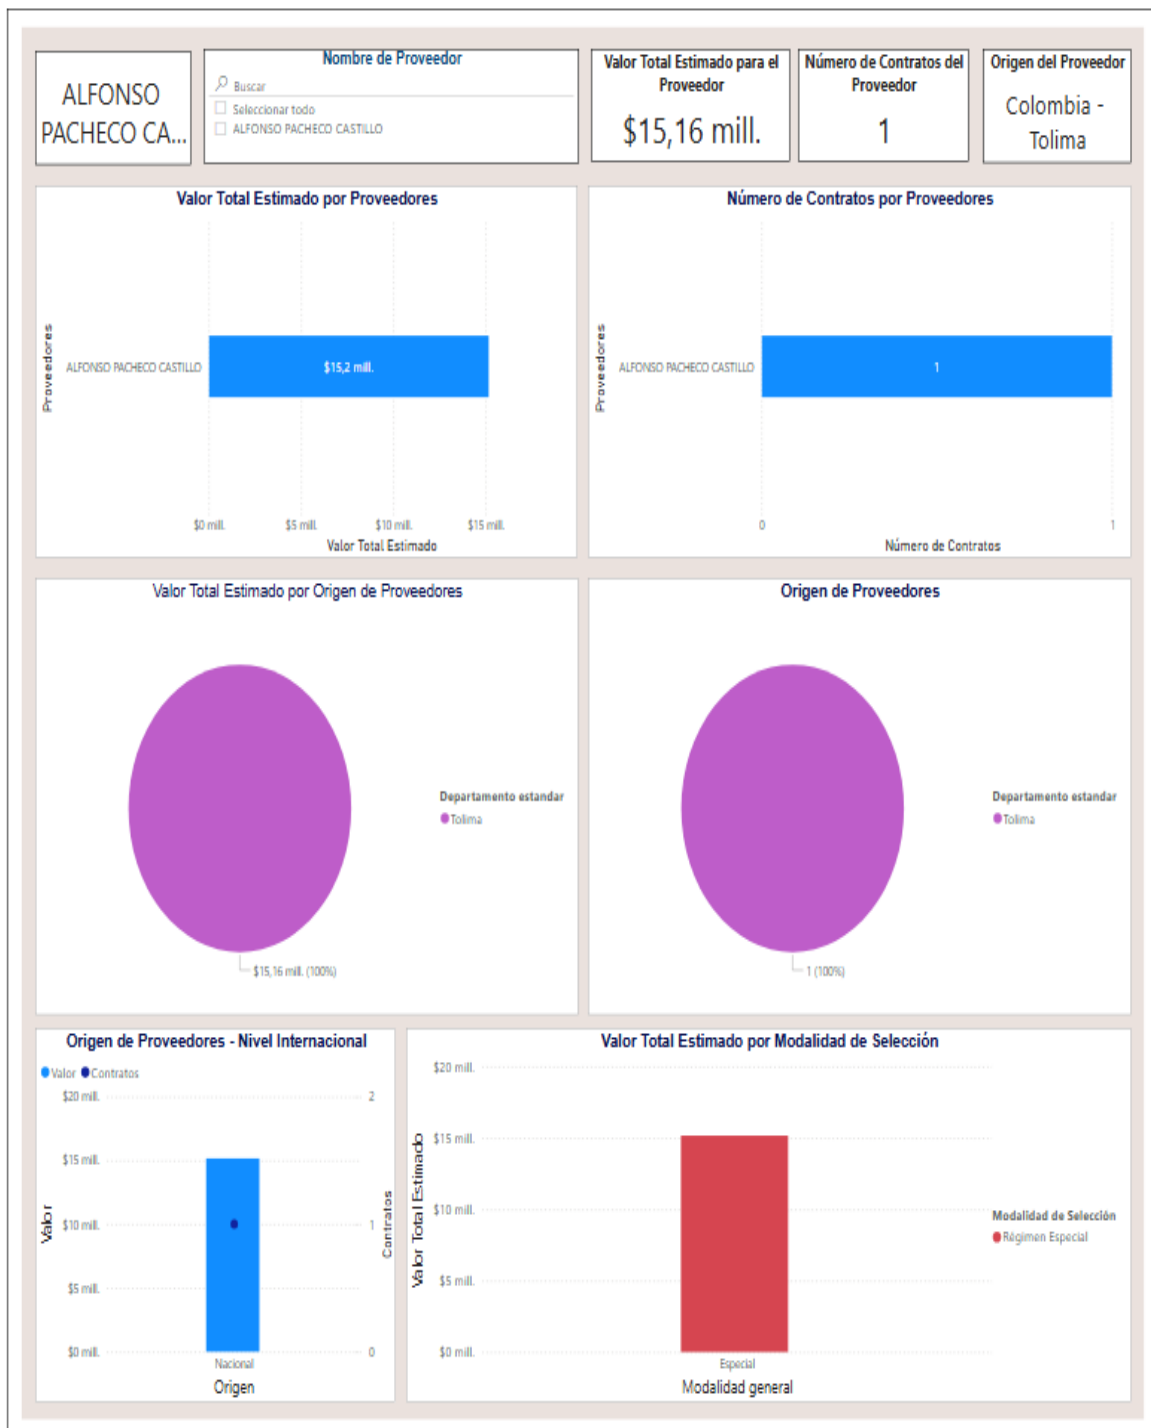 ALFONSO
PACHECO CA...
Nombre de Proveedor
Buscar
Seleccionar todo
ALFONSO PACHECO CASTILLO
Valor Total Estimado para el
Proveedor
$15,16 mill.
Número de Contratos del
Proveedor
1
Origen del Proveedor
Colombia -
Tolima
Valor Total Estimado por Proveedores
Proveedores
ALFONSO PACHECO CASTILLO
$15,2 mill.
$0 mill.
$5 mill.
$10 mill.
$15 mill.
Valor Total Estimado
Número de Contratos por Proveedores
Proveedores
ALFONSO PACHECO CASTILLO
1
0
1
Número de Contratos
Valor Total Estimado por Origen de Proveedores
Departamento estandar
Tolima
$15,16 mill. (100%)
Origen de Proveedores
Departamento estandar
Tolima
1 (100%)
Origen de Proveedores - Nivel Internacional
Valor
Contratos
$20 mill.
$15 mill.
$10 mill.
$5 mill.
$0 mill.
Valor
2
1
0
Contratos
Nacional
Origen
Valor Total Estimado por Modalidad de Selección
$20 mill.
$15 mill.
$10 mill.
$5 mill.
$0 mill.
Valor Total Estimado
Especial
Modalidad general
Modalidad de Selección
Régimen Especial